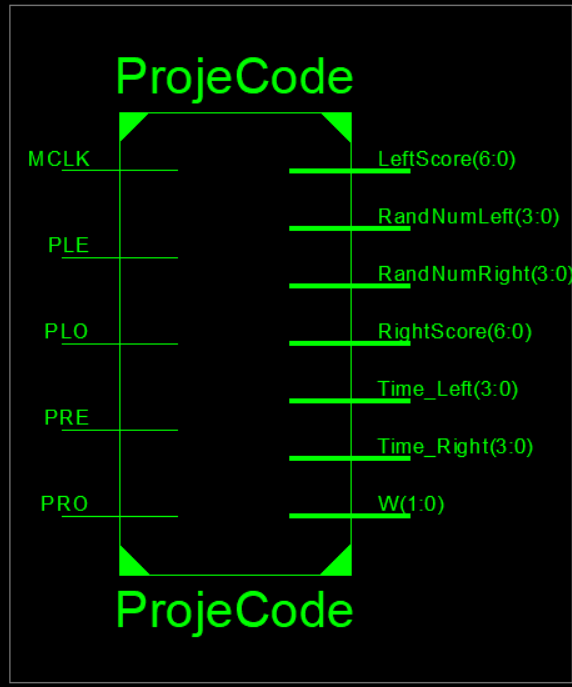 ProjeCode
MCLK
PLE
PLO
PRE
PRO
LeftScore(6:0)
RandNumLeft(3:0)
RandNumRight(3:0)
RightScore(6:0)
Time_Left(3:0)
Time_Right(3:0)
W(1:0)
ProjeCode